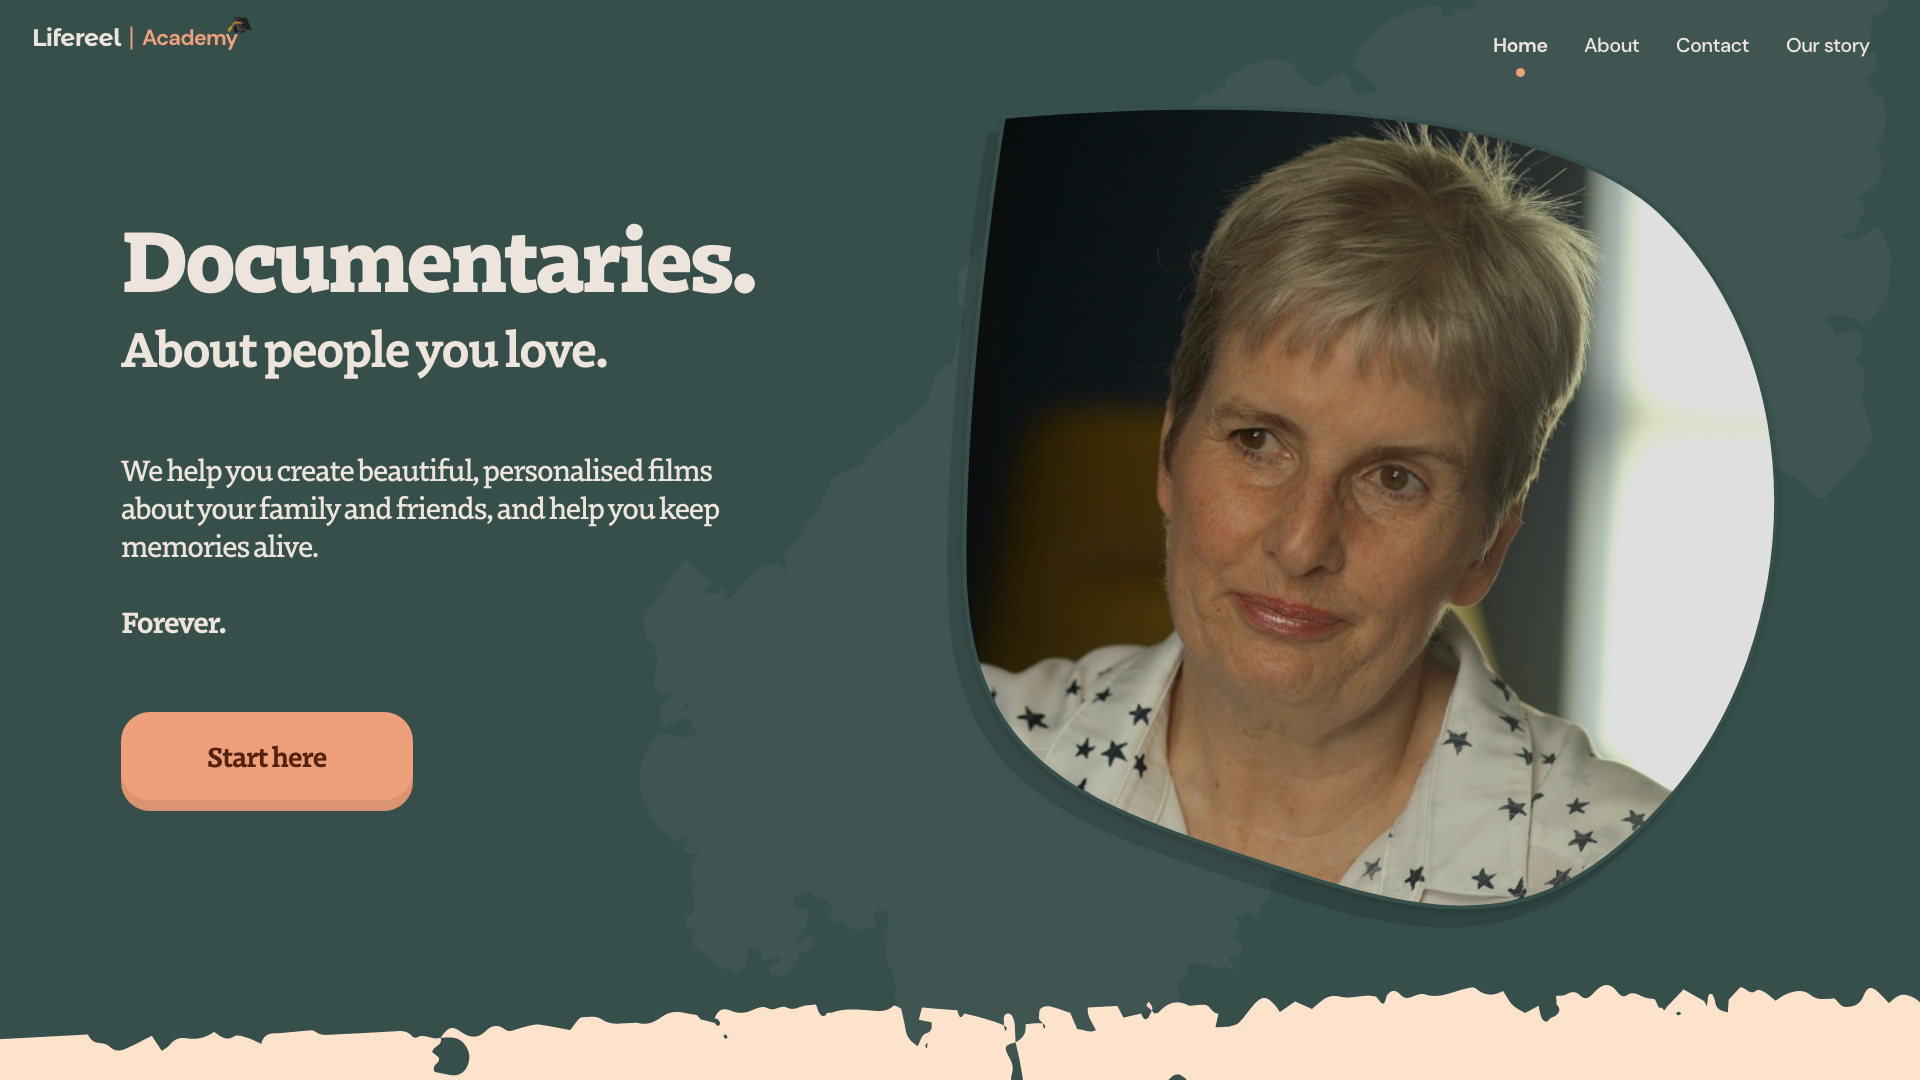 Lifereel | Academy
Home About Contact Our story
Documentaries.
About people you love.
We help you create beautiful, personalised films
about your family and friends, and help you keep
memories alive.
Forever.
Start here